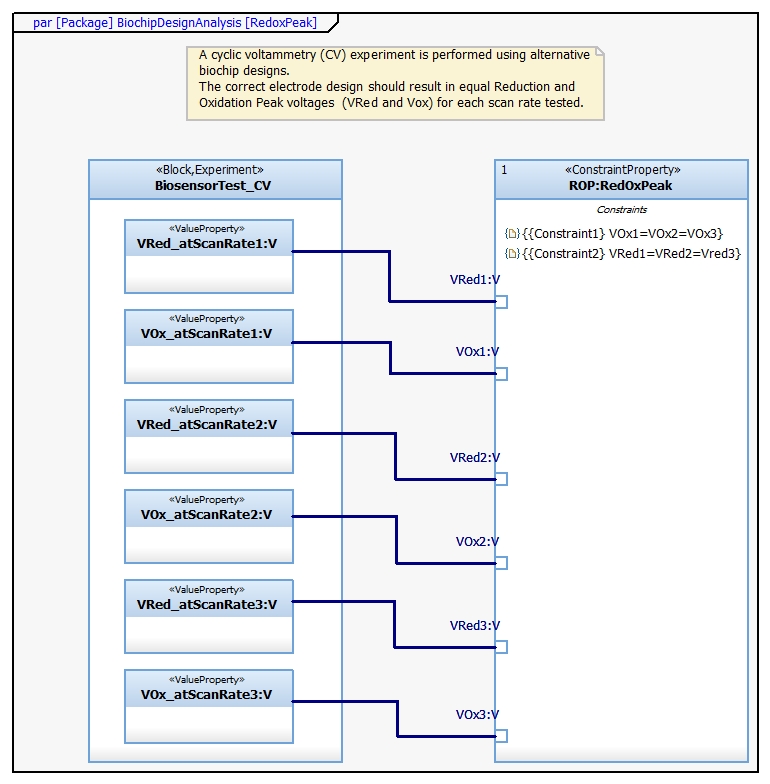 par [Package] BiochipDesignAnalysis [RedoxPeak]
A cyclic voltammetry (CV) experiment is performed using alternative
biochip designs.
The correct electrode design should result in equal Reduction and
Oxidation Peak voltages (VRed and Vox) for each scan rate tested.
«Block,Experiment»
BiosensorTest_CV
«ValueProperty»
VRed_atScanRate1:V
«ValueProperty»
VOx_atScanRate1:V
«ValueProperty»
VRed_atScanRate2:V
«ValueProperty»
VOx_atScanRate2:V
«ValueProperty»
VRed_atScanRate3:V
«ValueProperty»
VOx_atScanRate3:V
1 «ConstraintProperty»
ROP:RedOxPeak
Constraints
{}{{Constraint1} VOx1=VOx2=VOx3}
{}{{Constraint2} VRed1=VRed2=Vred3}
VRed1:V
VOx1:V
VRed2:V
VOx2:V
VRed3:V
VOx3:V